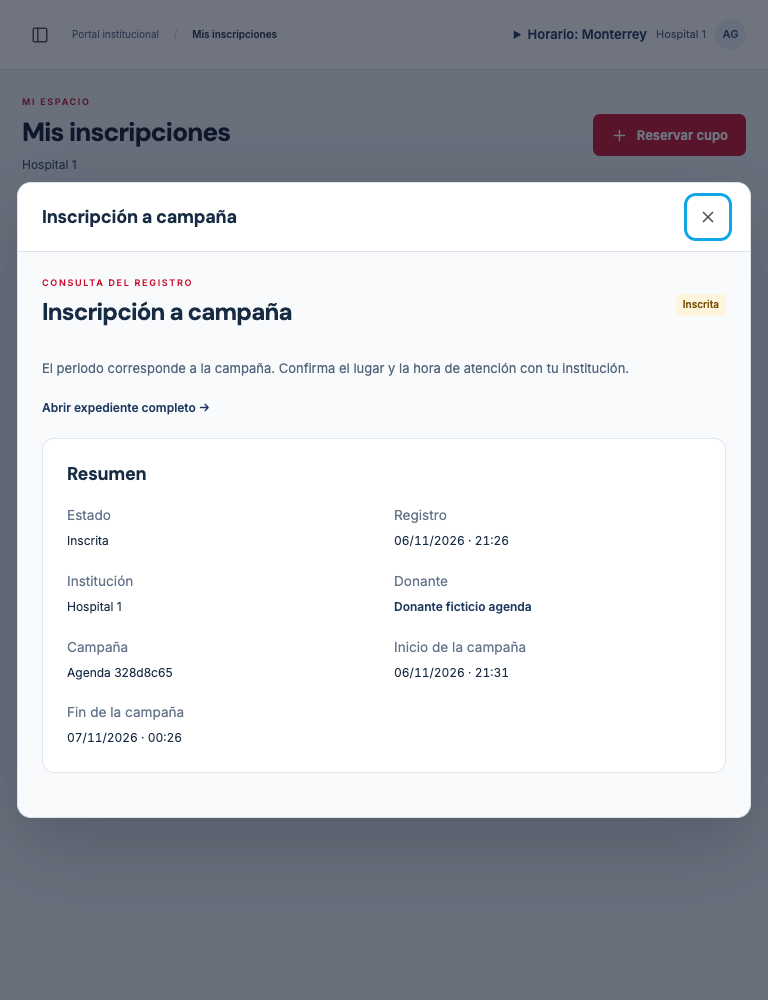 Portal institucional / Mis inscripciones
Horario: Monterrey Hospital 1 AG
MI ESPACIO
Mis inscripciones
Hospital 1
+ Reservar cupo
Inscripción a campaña
CONSULTA DEL REGISTRO
Inscripción a campaña
Inscrita
El periodo corresponde a la campaña. Confirma el lugar y la hora de atención con tu institución.
Abrir expediente completo →
Resumen
Estado
Inscrita
Registro
06/11/2026 · 21:26
Institución
Hospital 1
Donante
Donante ficticio agenda
Campaña
Agenda 328d8c65
Inicio de la campaña
06/11/2026 · 21:31
Fin de la campaña
07/11/2026 · 00:26